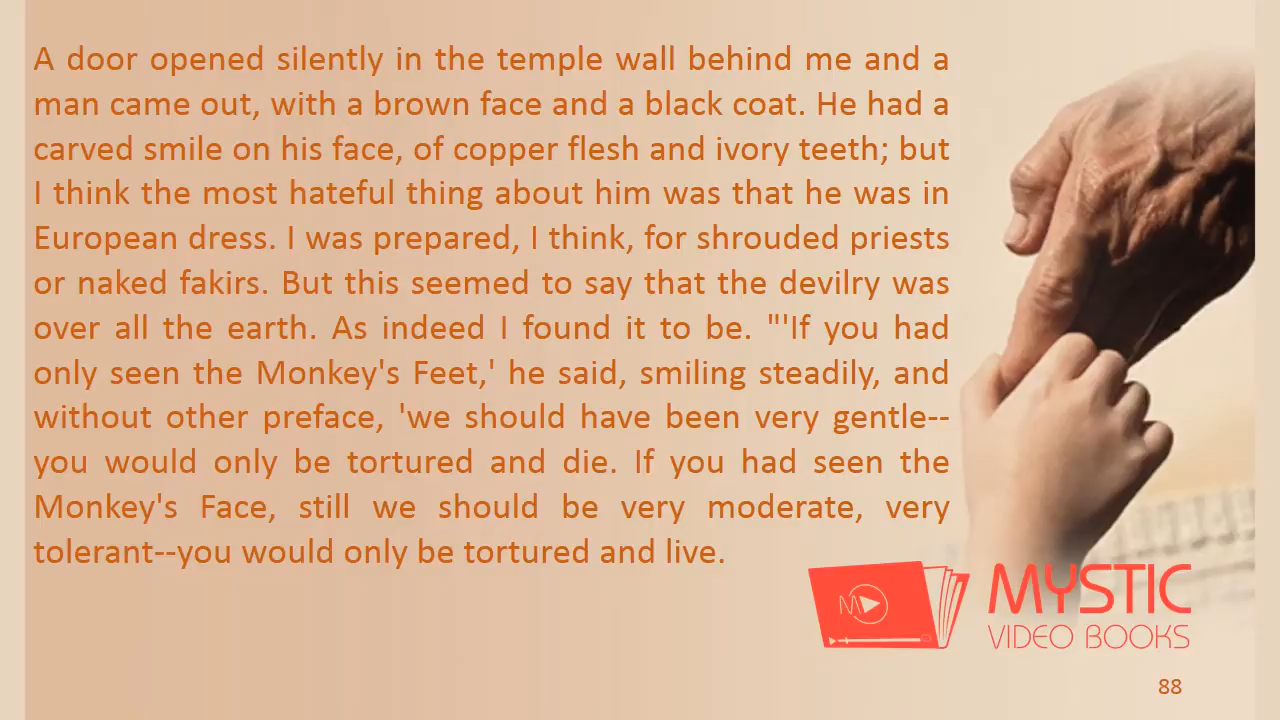 A door opened silently in the temple wall behind me and a
man came out, with a brown face and a black coat. He had a
carved smile on his face, of copper flesh and ivory teeth; but
I think the most hateful thing about him was that he was in
European dress. I was prepared, I think, for shrouded priests
or naked fakirs. But this seemed to say that the devilry was
over all the earth. As indeed I found it to be. "'If you had
only seen the Monkey's Feet,' he said, smiling steadily, and
without other preface, 'we should have been very gentle--
you would only be tortured and die. If you had seen the
Monkey's Face, still we should be very moderate, very
tolerant--you would only be tortured and live.
M
MYSTIC
VIDEO BOOKS
88